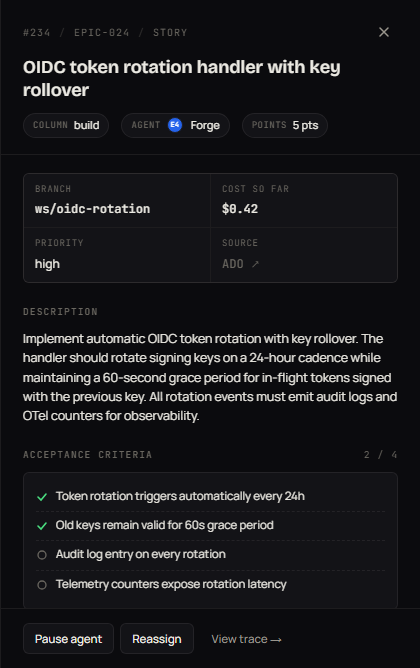 #234 / EPIC-024 / STORY
OIDC token rotation handler with key
rollover
COLUMN build AGENT E4 Forge POINTS 5 pts
BRANCH COST SO FAR
ws/oidc-rotation $0.42
PRIORITY SOURCE
high ADO ↗
DESCRIPTION
Implement automatic OIDC token rotation with key rollover. The
handler should rotate signing keys on a 24-hour cadence while
maintaining a 60-second grace period for in-flight tokens signed
with the previous key. All rotation events must emit audit logs and
OTel counters for observability.
ACCEPTANCE CRITERIA 2 / 4
Token rotation triggers automatically every 24h
Old keys remain valid for 60s grace period
Audit log entry on every rotation
Telemetry counters expose rotation latency
Pause agent Reassign View trace →